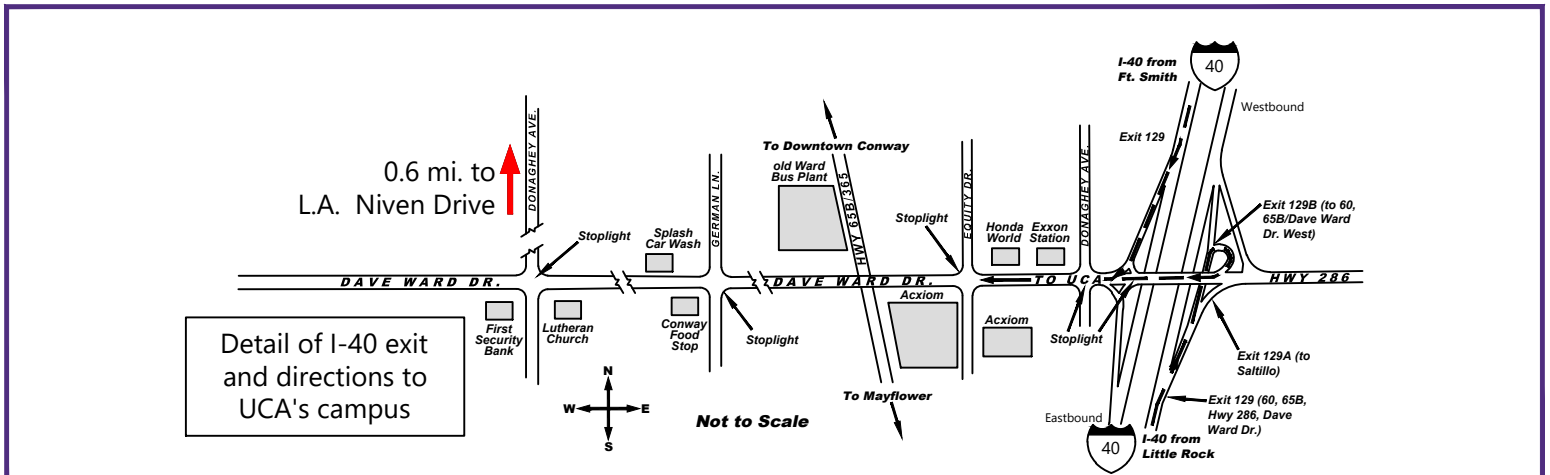 I-40 from
Ft. Smith
40
Westbound
Exit 129
DONAGHEY AVE.
0.6 mi. to
L.A. Niven Drive
To Downtown Conway
old Ward
Bus Plant
HWY 65B/365
GERMAN LN.
EQUITY DR.
DONAGHEY AVE.
Exit 129B (to 60,
65B/Dave Ward
Dr. West)
Stoplight
Splash
Car Wash
Stoplight
Honda
World
Exxon
Station
DAVE WARD DR.
DAVE WARD DR.
TO UCA
HWY 286
First
Security
Bank
Lutheran
Church
Conway
Food
Stop
Stoplight
Acxiom
Acxiom
Stoplight
Exit 129A (to
Saltillo)
Detail of I-40 exit
and directions to
UCA's campus
N
W
E
S
Not to Scale
To Mayflower
Eastbound
40
I-40 from
Little Rock
Exit 129 (60, 65B,
Hwy 286, Dave
Ward Dr.)